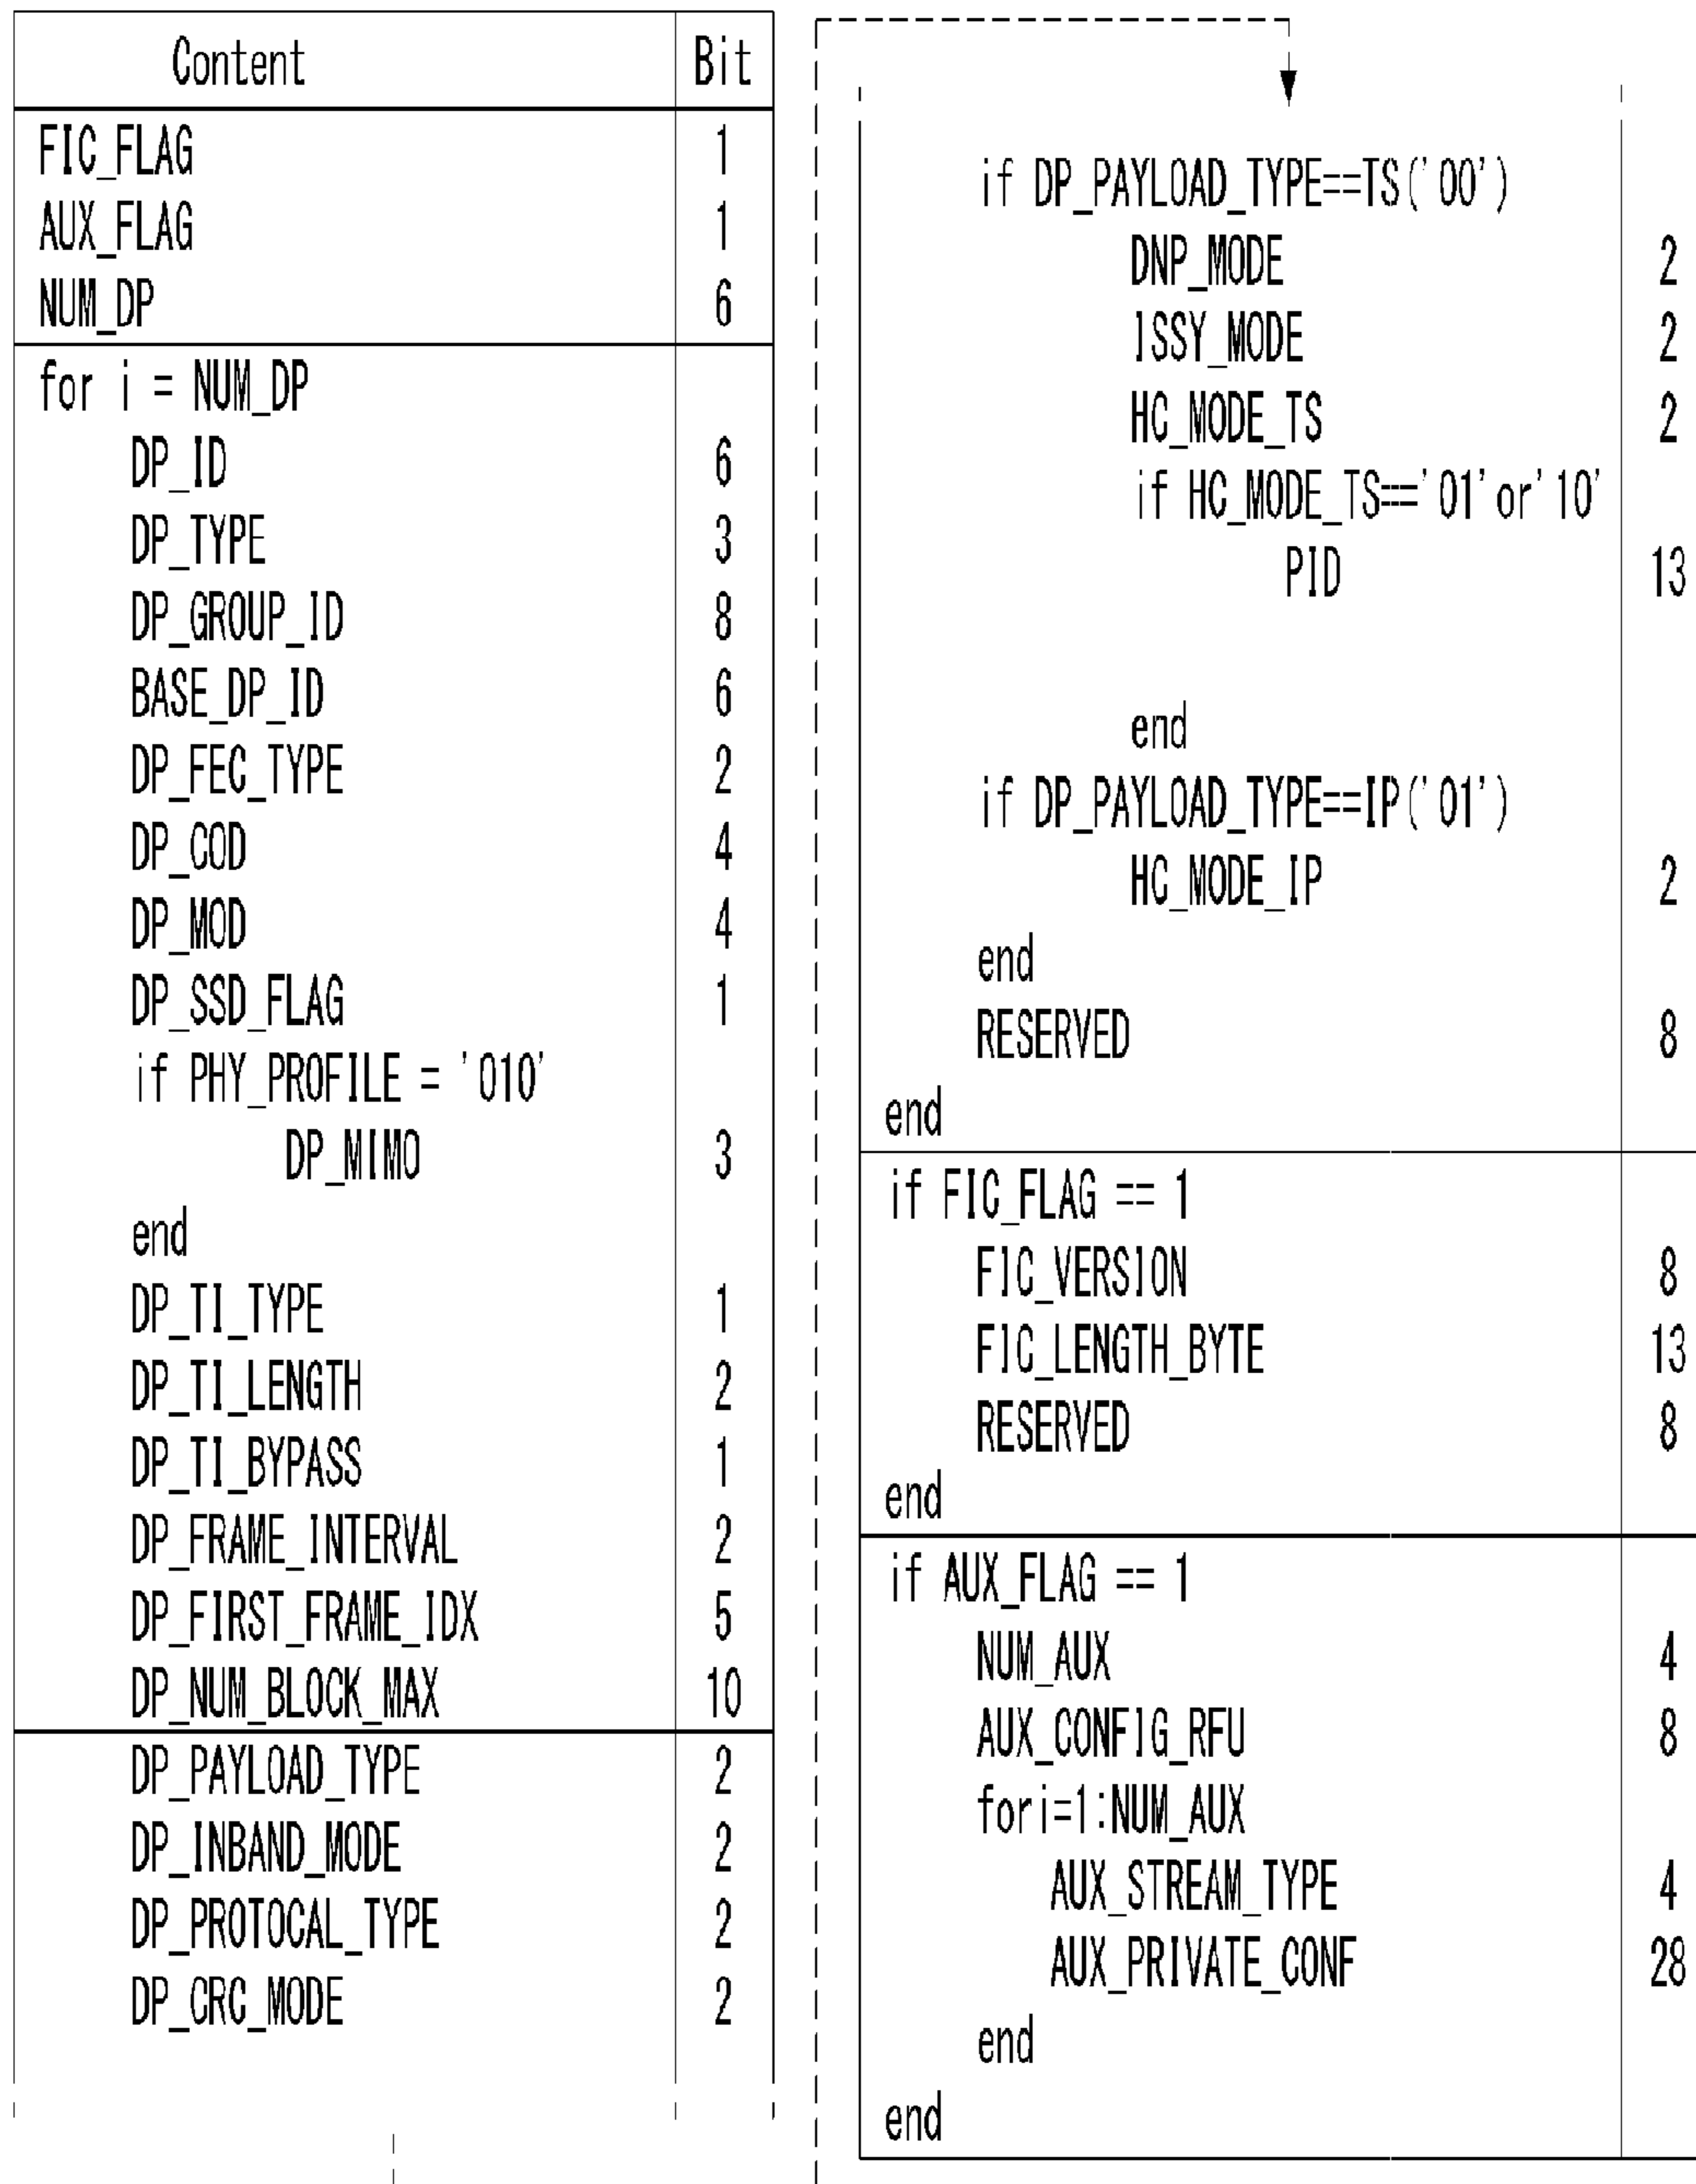 Content Bit
FIC_FLAG 1
AUX_FLAG 1
NUM_DP 6
for i = NUM_DP
DP_ID 6
DP_TYPE 3
DP_GROUP_ID 8
BASE_DP_ID 6
DP_FEC_TYPE 2
DP_COD 4
DP_MOD 4
DP_SSD_FLAG 1
if PHY_PROFILE = '010'
DP_MIMO 3
end
DP_TI_TYPE 1
DP_TI_LENGTH 2
DP_TI_BYPASS 1
DP_FRAME_INTERVAL 2
DP_FIRST_FRAME_IDX 5
DP_NUM_BLOCK_MAX 10
DP_PAYLOAD_TYPE 2
DP_INBAND_MODE 2
DP_PROTOCAL_TYPE 2
DP_CRC_MODE 2
if DP_PAYLOAD_TYPE==TS('00')
DNP_MODE 2
ISSY_MODE 2
HC_MODE_TS 2
if HC_MODE_TS=='01'or'10'
PID 13
end
if DP_PAYLOAD_TYPE==IP('01')
HC_MODE_IP 2
end
RESERVED 8
end
if FIC_FLAG == 1
FIC_VERSION 8
FIC_LENGTH_BYTE 13
RESERVED 8
end
if AUX_FLAG == 1
NUM_AUX 4
AUX_CONFIG_RFU 8
for i=1:NUM_AUX
AUX_STREAM_TYPE 4
AUX_PRIVATE_CONF 28
end
end